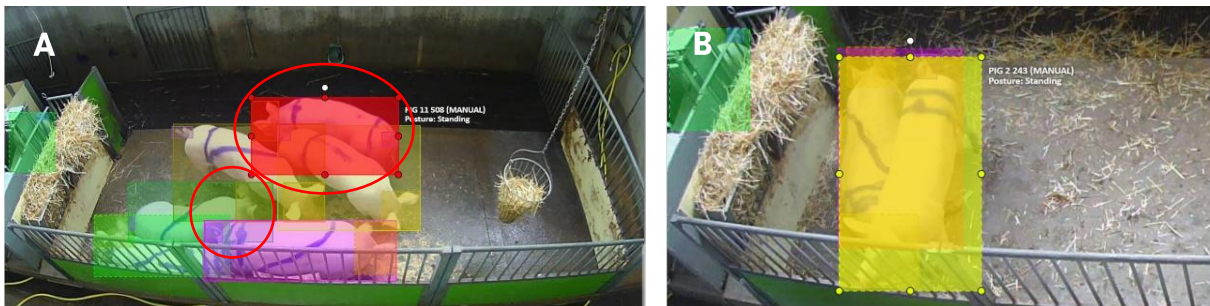 A
PIG 11 508 (MANUAL)
Posture: Standing
B
PIG 2 243 (MANUAL)
Posture: Standing